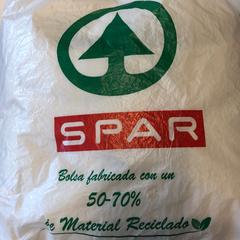 SPAR
Bolsa fabricada con un
50-70%
de Material Reciclado